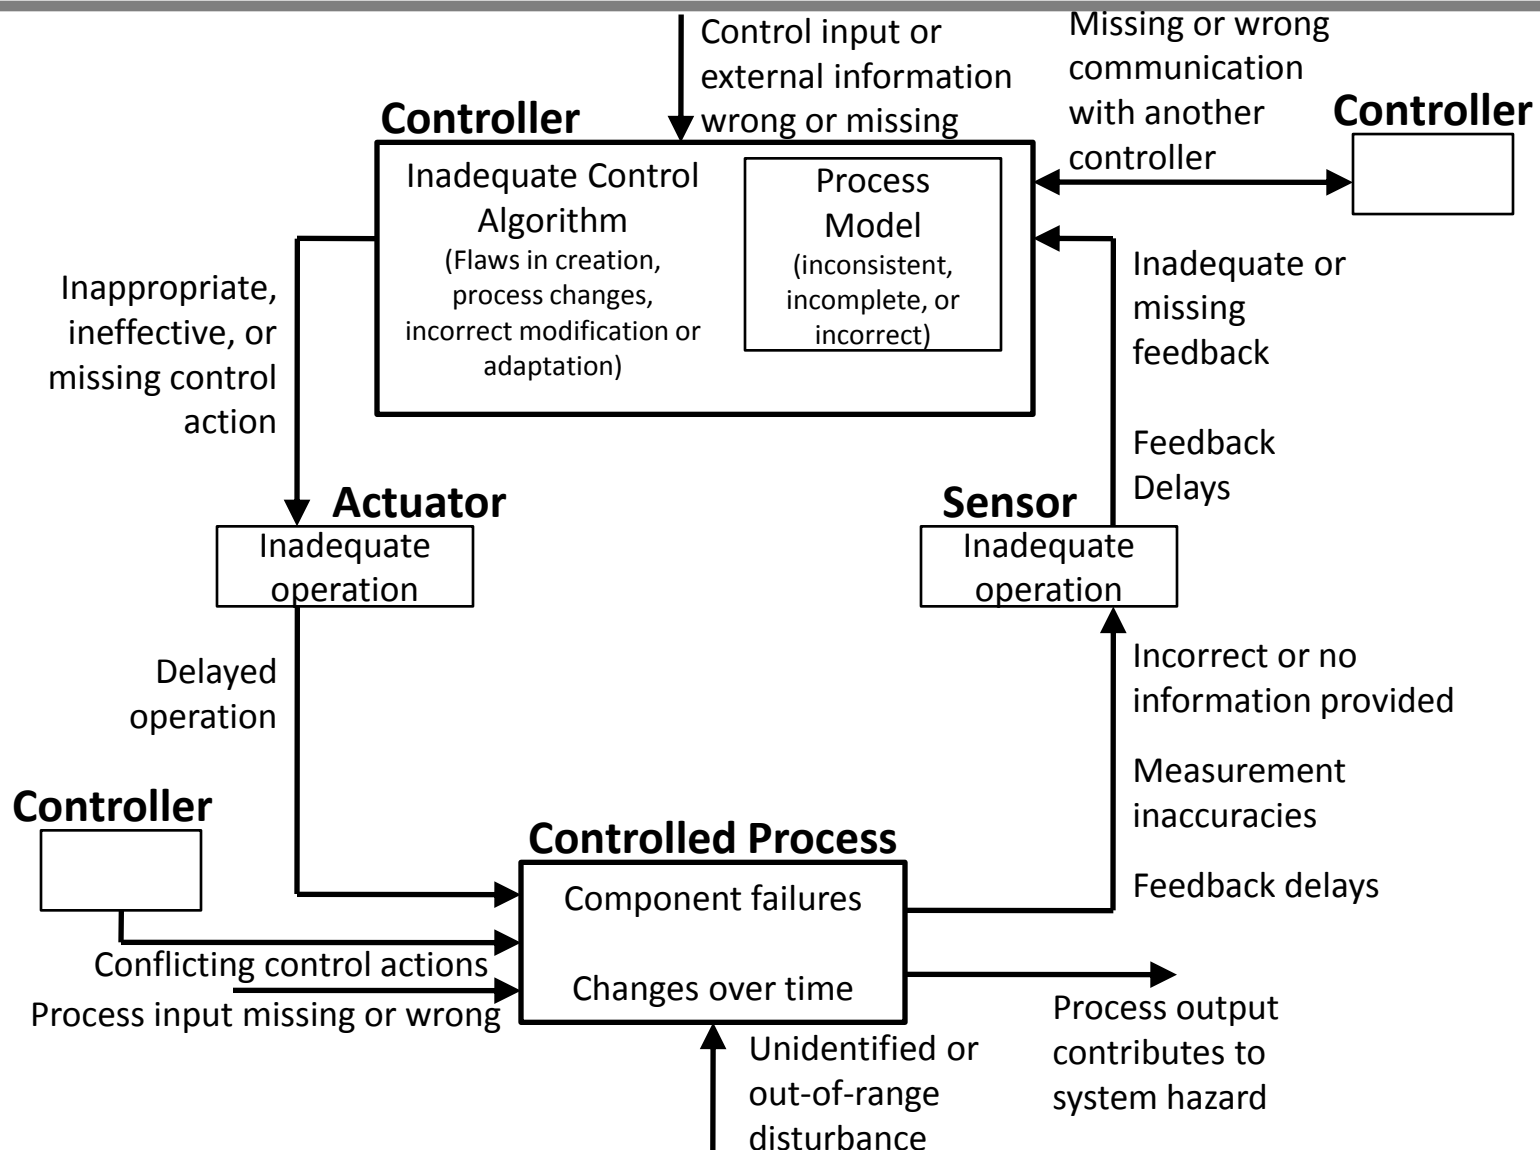 Control input or
external information
wrong or missing
Missing or wrong
communication
with another
controller
Controller
Controller
Inadequate Control
Algorithm
(Flaws in creation,
process changes,
incorrect modification or
adaptation)
Process
Model
(inconsistent,
incomplete, or
incorrect)
Inappropriate,
ineffective, or
missing control
action
Inadequate or
missing
feedback
Feedback
Delays
Actuator
Inadequate
operation
Sensor
Inadequate
operation
Delayed
operation
Incorrect or no
information provided
Measurement
inaccuracies
Feedback delays
Controller
Controlled Process
Component failures
Changes over time
Conflicting control actions
Process input missing or wrong
Unidentified or
out-of-range
disturbance
Process output
contributes to
system hazard